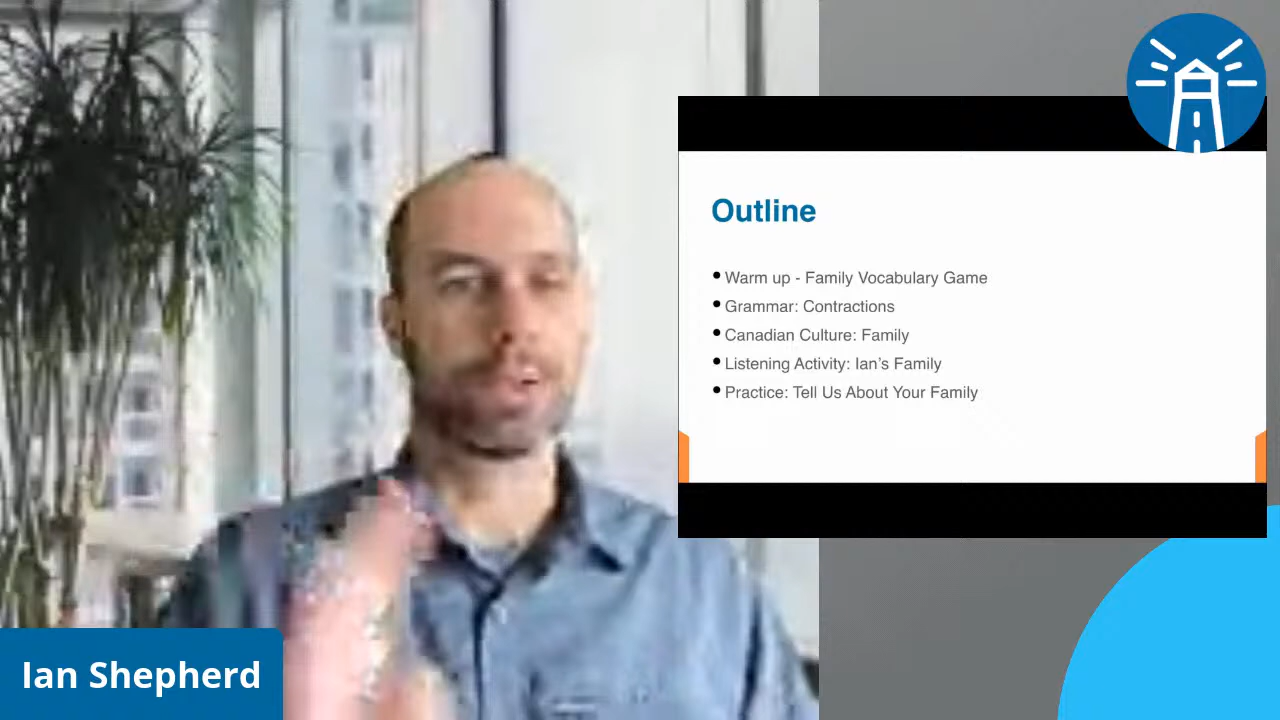 Outline
Warm up - Family Vocabulary Game
Grammar: Contractions
Canadian Culture: Family
Listening Activity: Ian's Family
Practice: Tell Us About Your Family
Ian Shepherd